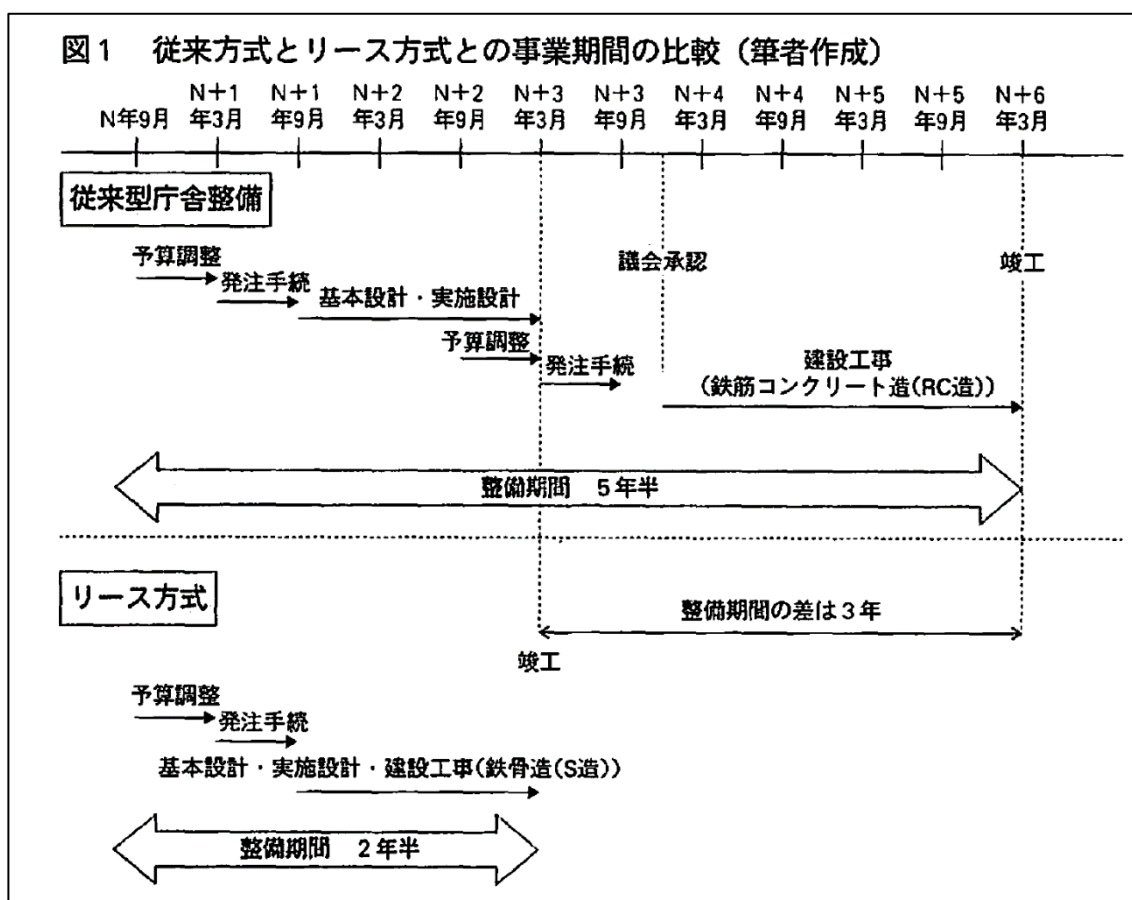 図1 従来方式とリース方式との事業期間の比較（筆者作成）
N年9月
N＋1
年3月
N＋1
年9月
N＋2
年3月
N＋2
年9月
N＋3
年3月
N＋3
年9月
N＋4
年3月
N＋4
年9月
N＋5
年3月
N＋5
年9月
N＋6
年3月
従来型庁舎整備
予算調整
発注手続
基本設計・実施設計
予算調整
発注手続
議会承認
竣工
建設工事
（鉄筋コンクリート造(RC造)）
整備期間 5年半
リース方式
整備期間の差は3年
竣工
予算調整
発注手続
基本設計・実施設計・建設工事(鉄骨造(S造))
整備期間 2年半